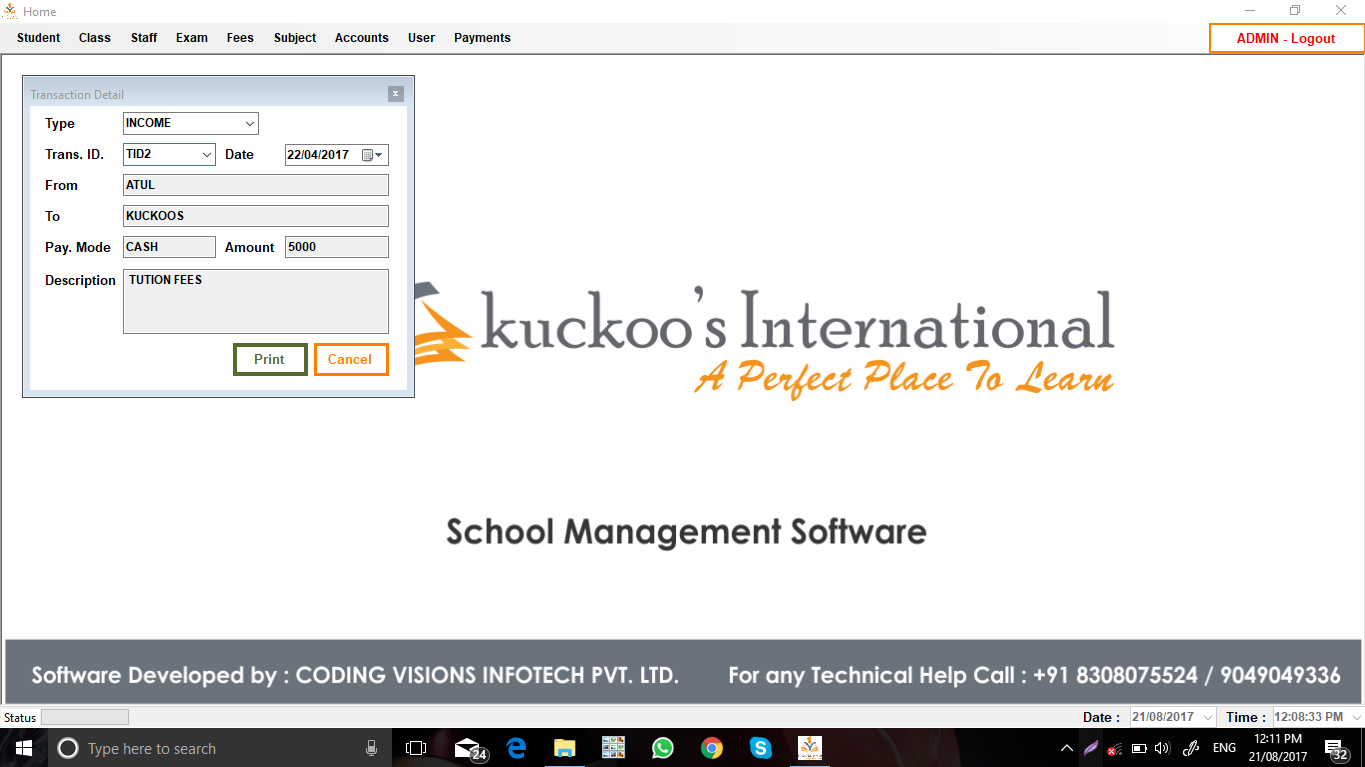 Home
Student Class Staff Exam Fees Subject Accounts User Payments ADMIN - Logout
Transaction Detail x
Type INCOME
Trans. ID. TID2 Date 22/04/2017
From ATUL
To KUCKOOS
Pay. Mode CASH Amount 5000
Description TUTION FEES
Print Cancel
kuckoo's International
A Perfect Place To Learn
School Management Software
Software Developed by : CODING VISIONS INFOTECH PVT. LTD. For any Technical Help Call : +91 8308075524 / 9049049336
Status Date : 21/08/2017 Time : 12:08:33 PM
Type here to search 24 ENG 12:11 PM 32
21/08/2017